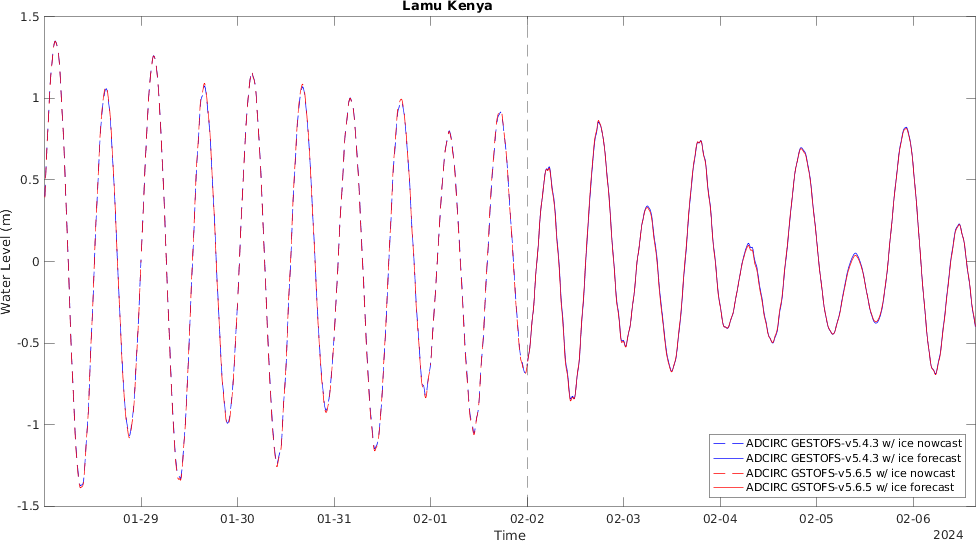 Lamu Kenya
1.5
1
0.5
0
-0.5
-1
-1.5
Water Level (m)
ADCIRC GESTOFS-v5.4.3 w/ ice nowcast
ADCIRC GESTOFS-v5.4.3 w/ ice forecast
ADCIRC GSTOFS-v5.6.5 w/ ice nowcast
ADCIRC GSTOFS-v5.6.5 w/ ice forecast
01-29 01-30 01-31 02-01 02-02 02-03 02-04 02-05 02-06
Time
2024